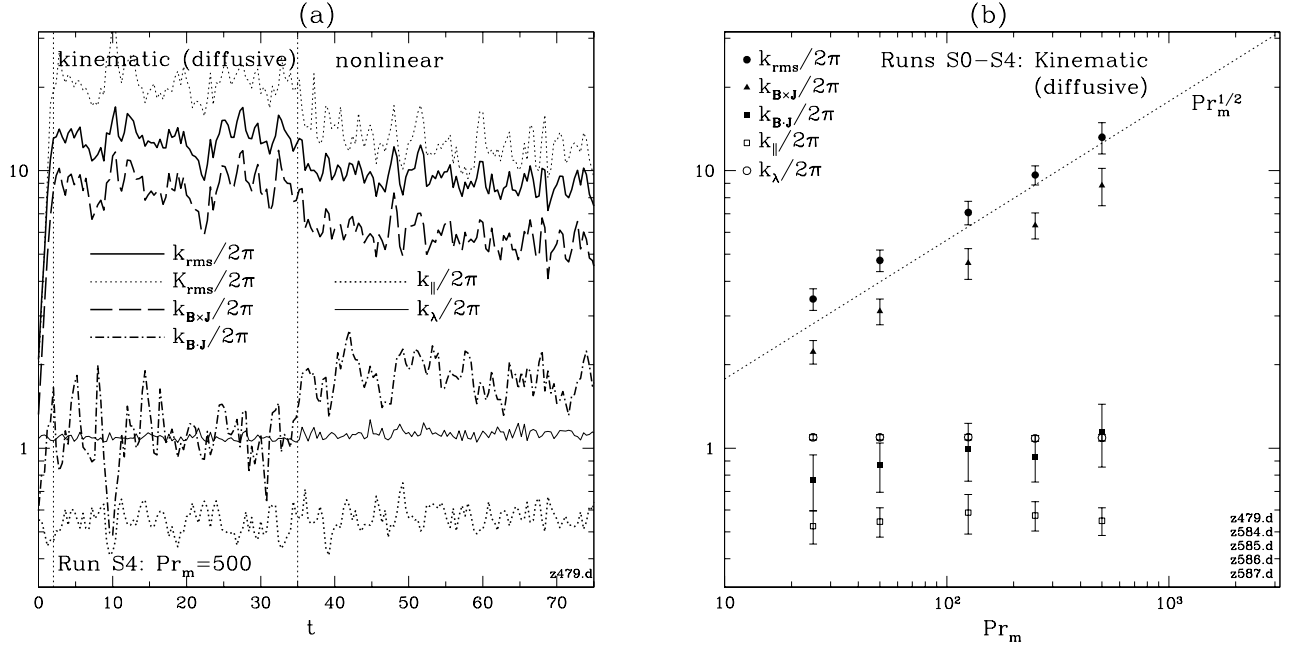 (a)
kinematic (diffusive)
nonlinear
10
1
k_rms/2π
K_rms/2π
k_B×J/2π
k_B·J/2π
k_∥/2π
k_λ/2π
Run S4: Pr_m=500
z479.d
0 10 20 30 40 50 60 70
t
(b)
k_rms/2π
k_B×J/2π
k_B·J/2π
k_∥/2π
k_λ/2π
Runs S0−S4: Kinematic
(diffusive)
Pr_m^1/2
10
1
z479.d
z584.d
z585.d
z586.d
z587.d
10 10² 10³
Pr_m